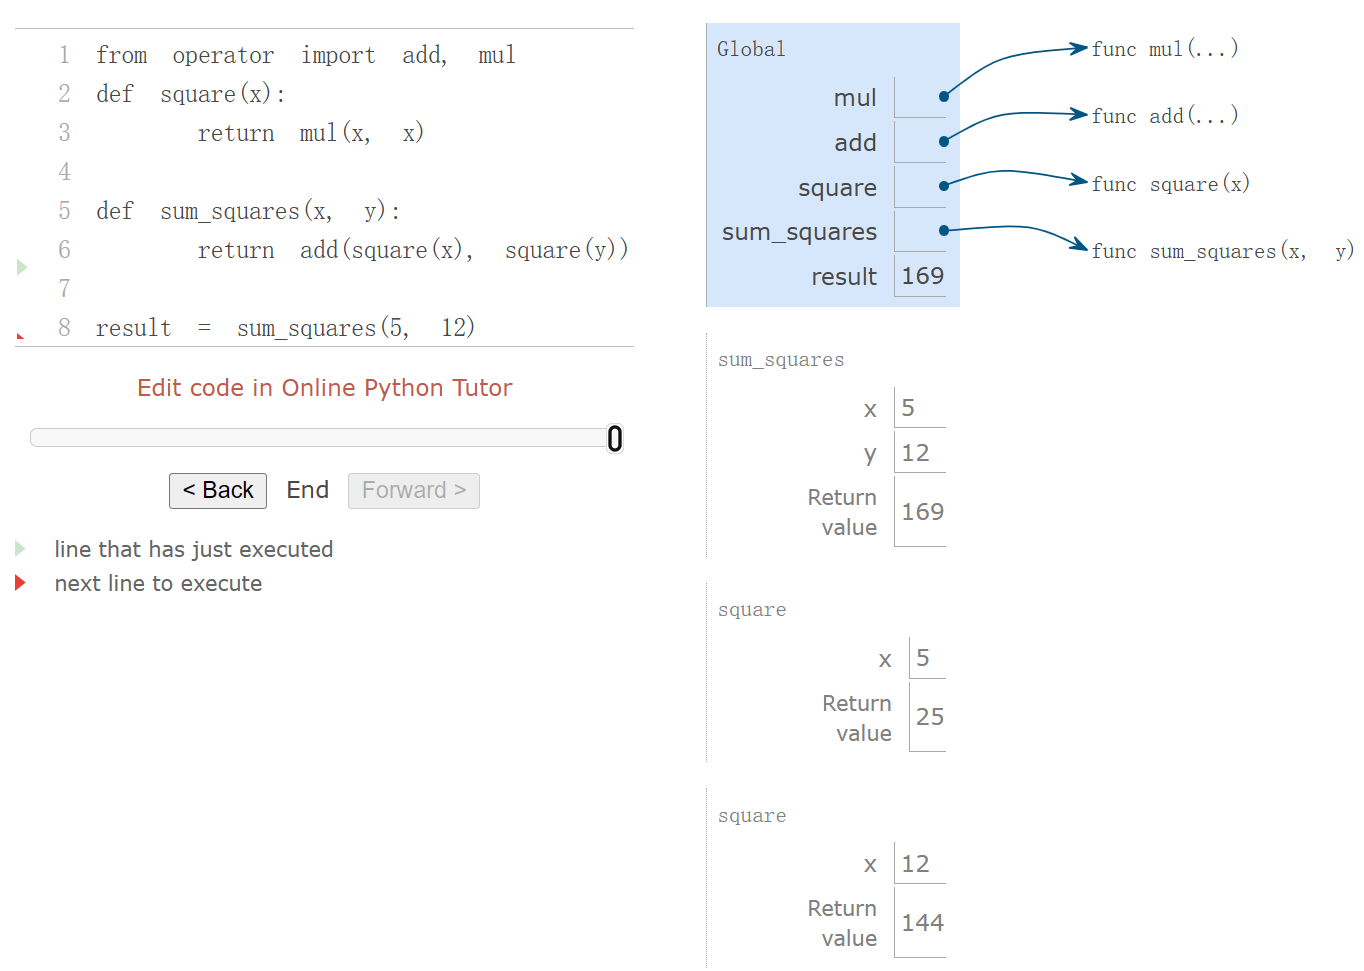 1 from operator import add, mul
2 def square(x):
3 return mul(x, x)
4
5 def sum_squares(x, y):
6 return add(square(x), square(y))
7
8 result = sum_squares(5, 12)
Edit code in Online Python Tutor
< Back End Forward >
line that has just executed
next line to execute
Global
mul
add
square
sum_squares
result 169
func mul(...)
func add(...)
func square(x)
func sum_squares(x, y)
sum_squares
x 5
y 12
Return
value 169
square
x 5
Return
value 25
square
x 12
Return
value 144